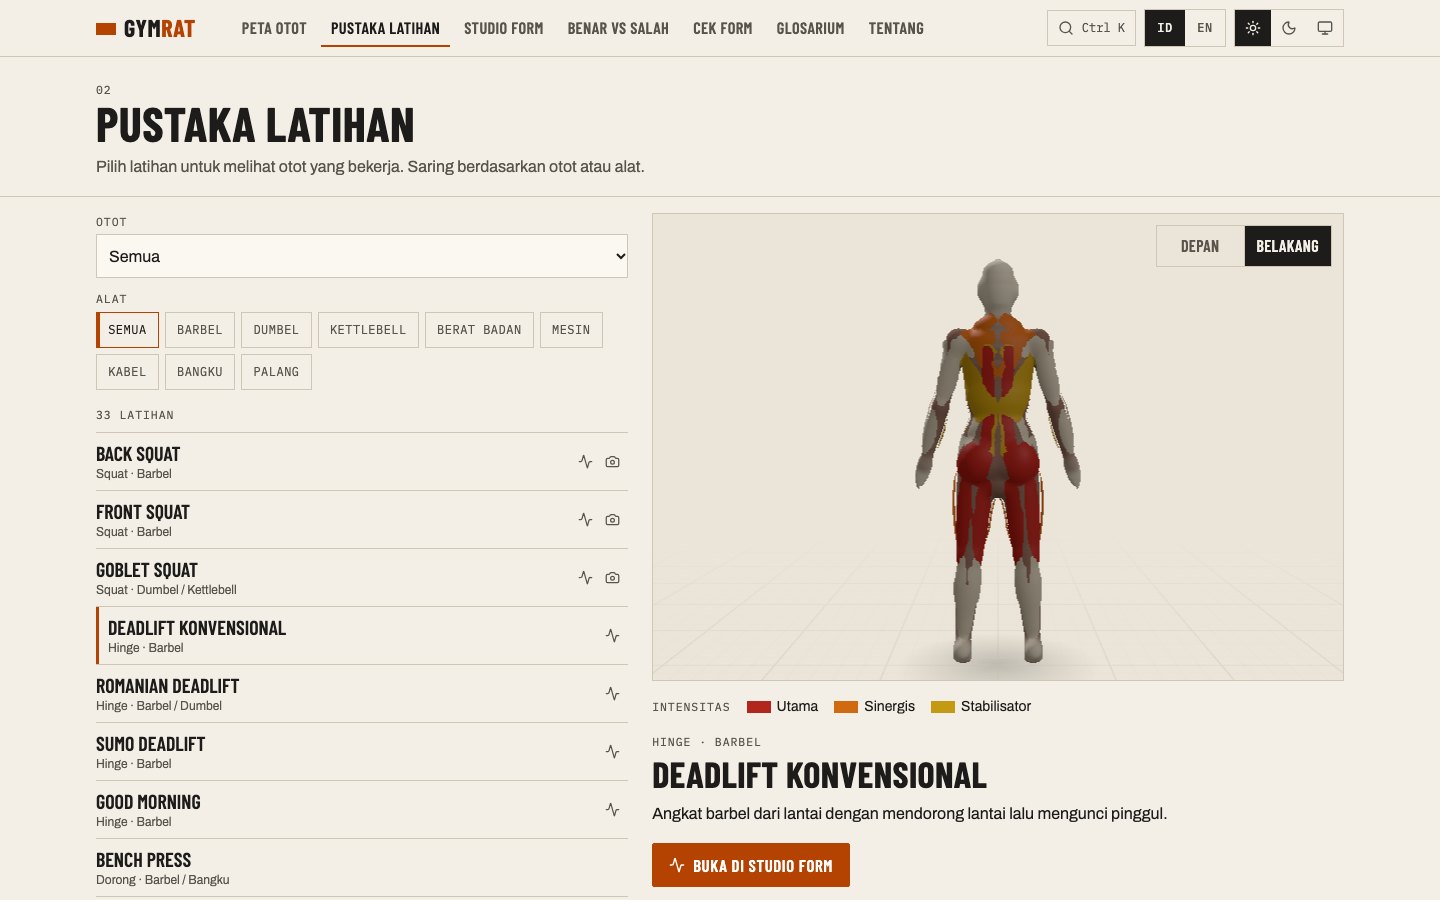 GYMRAT
PETA OTOT
PUSTAKA LATIHAN
STUDIO FORM
BENAR VS SALAH
CEK FORM
GLOSARIUM
TENTANG
Ctrl K
ID
EN
02
PUSTAKA LATIHAN
Pilih latihan untuk melihat otot yang bekerja. Saring berdasarkan otot atau alat.
OTOT
Semua
ALAT
SEMUA
BARBEL
DUMBEL
KETTLEBELL
BERAT BADAN
MESIN
KABEL
BANGKU
PALANG
33 LATIHAN
BACK SQUAT
Squat · Barbel
FRONT SQUAT
Squat · Barbel
GOBLET SQUAT
Squat · Dumbel / Kettlebell
DEADLIFT KONVENSIONAL
Hinge · Barbel
ROMANIAN DEADLIFT
Hinge · Barbel / Dumbel
SUMO DEADLIFT
Hinge · Barbel
GOOD MORNING
Hinge · Barbel
BENCH PRESS
Dorong · Barbel / Bangku
DEPAN
BELAKANG
INTENSITAS
Utama
Sinergis
Stabilisator
HINGE · BARBEL
DEADLIFT KONVENSIONAL
Angkat barbel dari lantai dengan mendorong lantai lalu mengunci pinggul.
BUKA DI STUDIO FORM